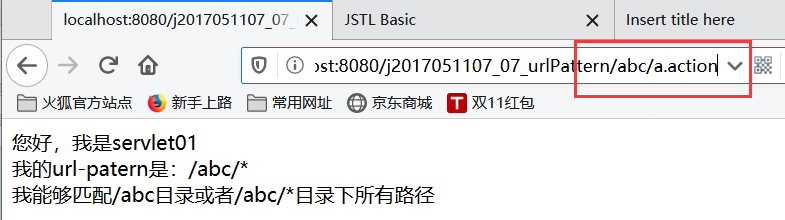 localhost:8080/j2017051107_07_u
JSTL Basic
Insert title here
ost:8080/j2017051107_07_urlPattern/abc/a.action
火狐官方站点 新手上路 常用网址 京东商城 T 双11红包
您好，我是servlet01
我的url-patern是：/abc/*
我能够匹配/abc目录或者/abc/*目录下所有路径